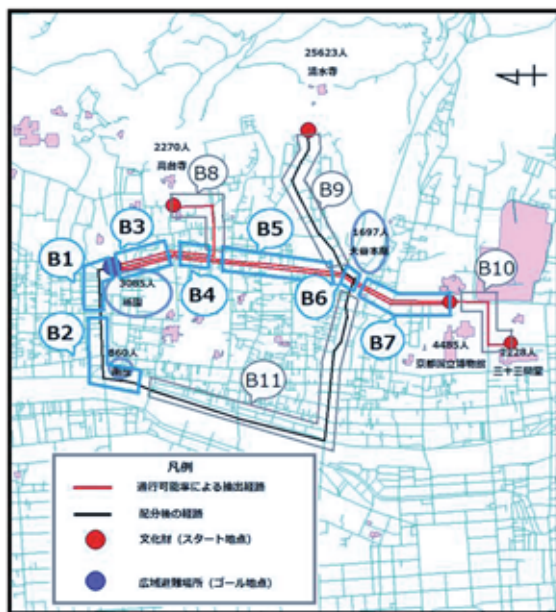 25623人
清水寺
2270人
高台寺
B8
B9
B3
B5
1697人
大谷本廟
B1
B10
B4
3085人
B6
B2
B7
860人
4485人
京都国立博物館
2228人
三十三間堂
B11
凡例
通行可能率による抽出経路
配分後の経路
文化財（スタート地点）
広域避難場所（ゴール地点）